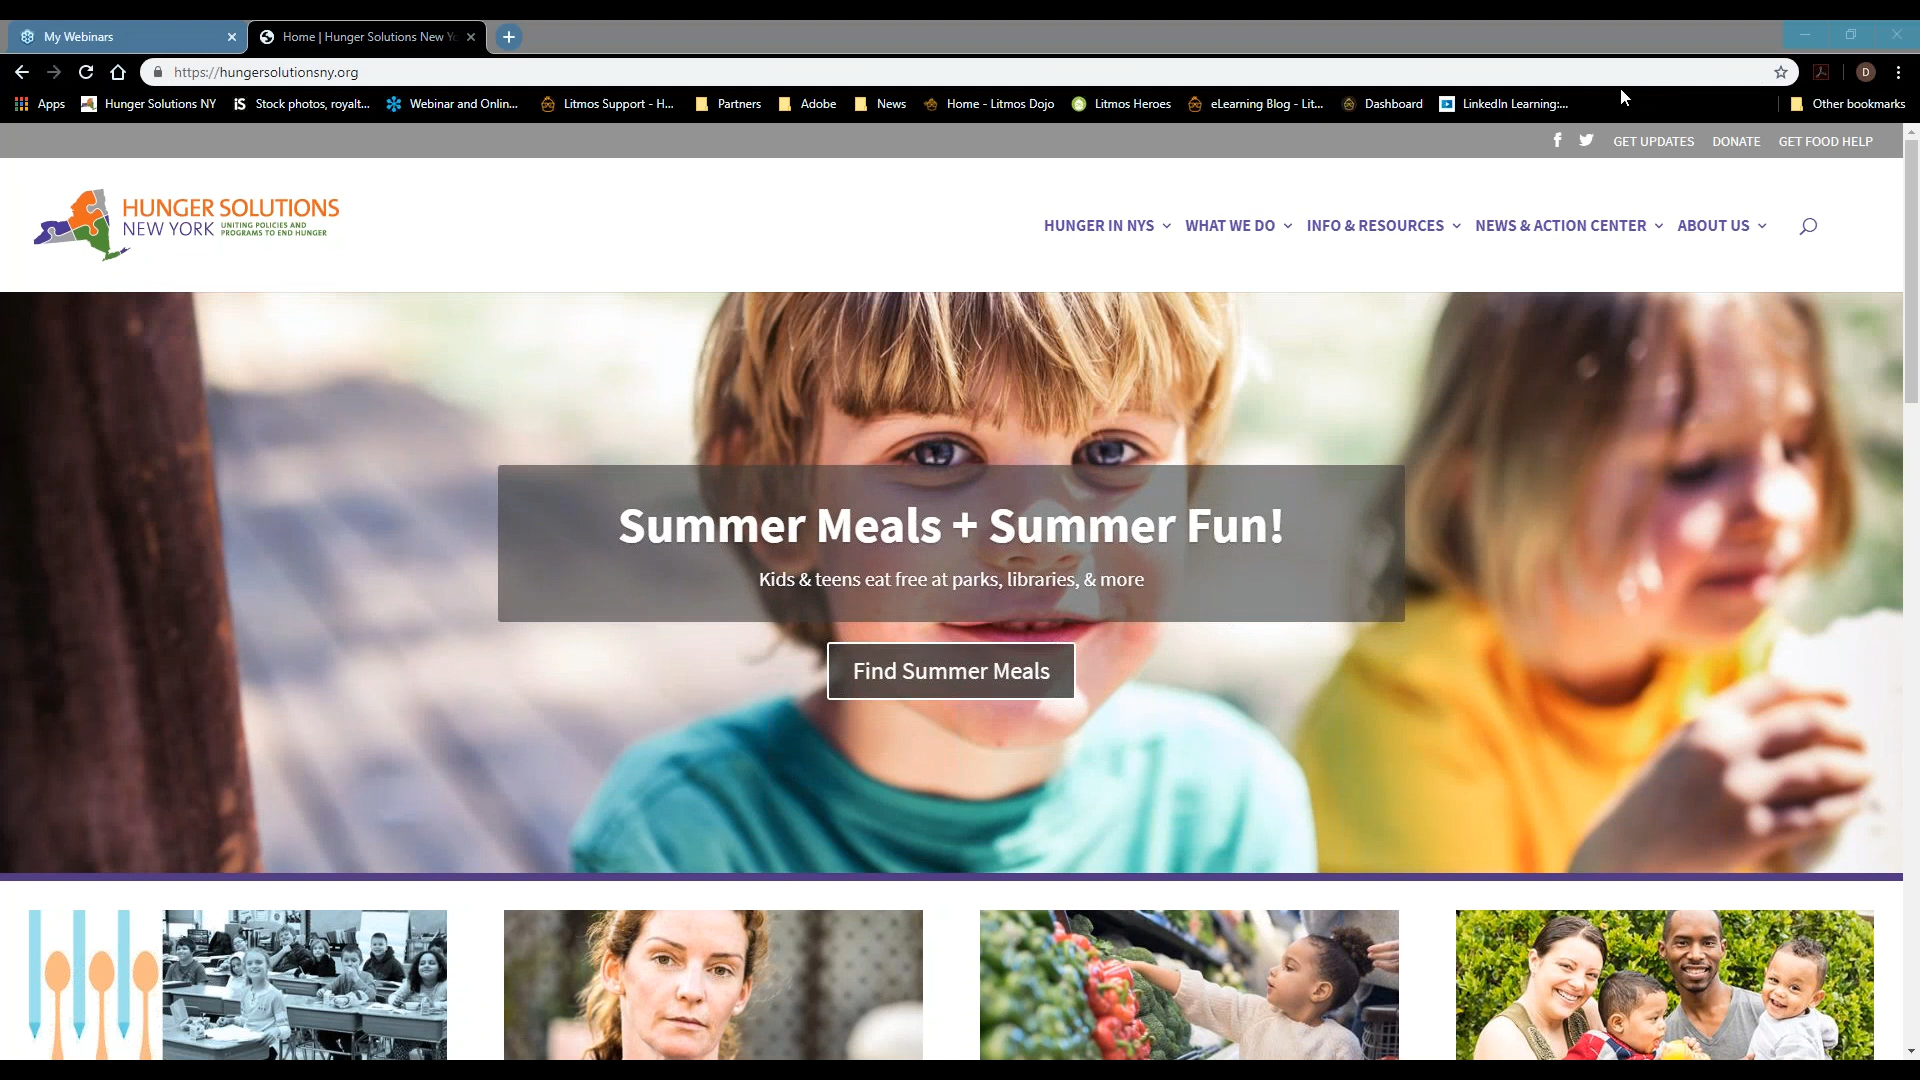 My Webinars
Home | Hunger Solutions New Yo
https://hungersolutionsny.org
D
Apps
Hunger Solutions NY
iS Stock photos, royalt...
Webinar and Onlin...
Litmos Support - H...
Partners
Adobe
News
Home - Litmos Dojo
Litmos Heroes
eLearning Blog - Lit...
Dashboard
LinkedIn Learning:...
Other bookmarks
GET UPDATES
DONATE
GET FOOD HELP
HUNGER SOLUTIONS
NEW YORK
UNITING POLICIES AND
PROGRAMS TO END HUNGER
HUNGER IN NYS
WHAT WE DO
INFO & RESOURCES
NEWS & ACTION CENTER
ABOUT US
Summer Meals + Summer Fun!
Kids & teens eat free at parks, libraries, & more
Find Summer Meals